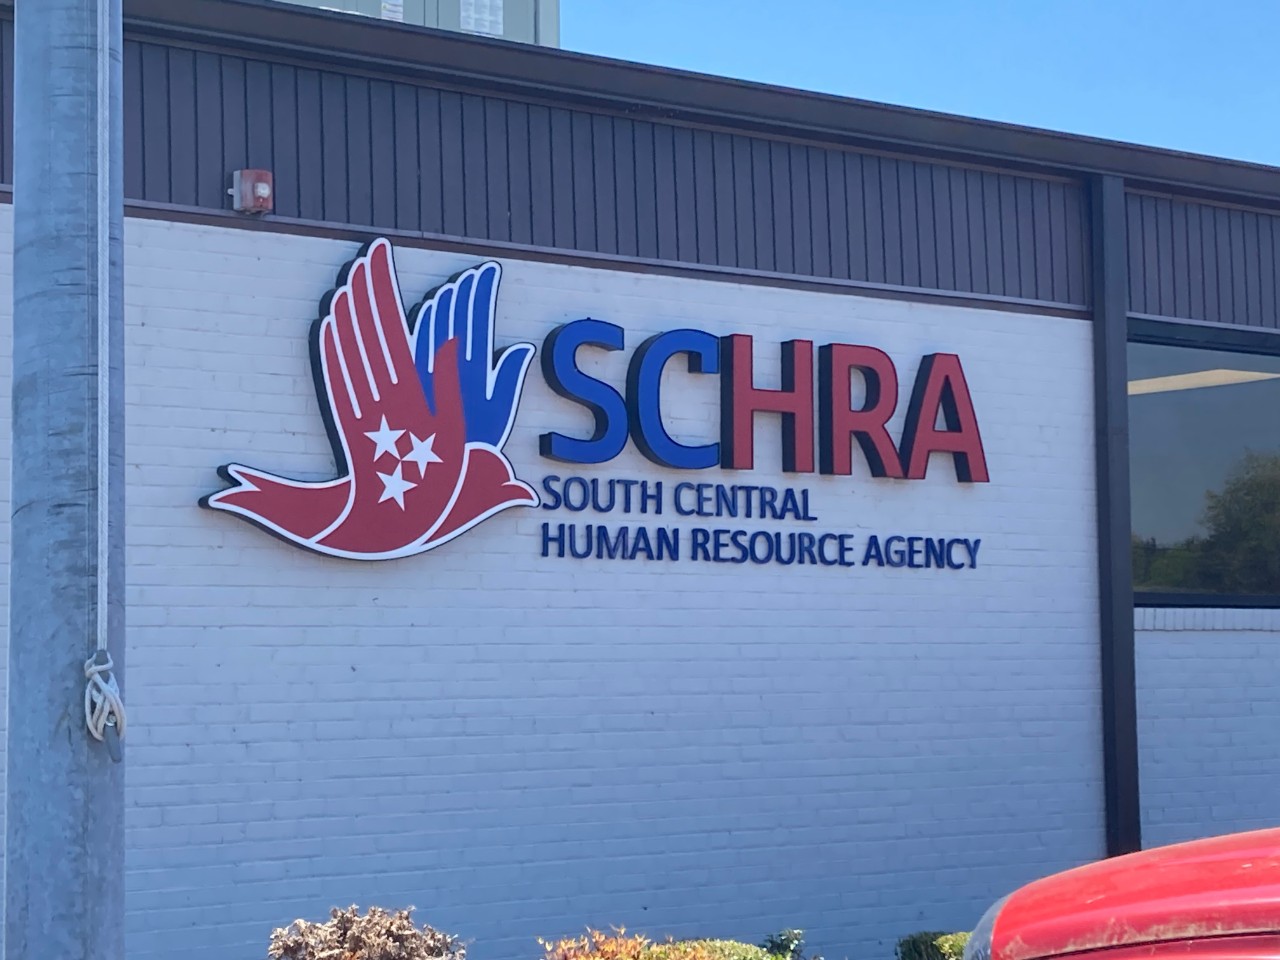 SCHRA
SOUTH CENTRAL
HUMAN RESOURCE AGENCY